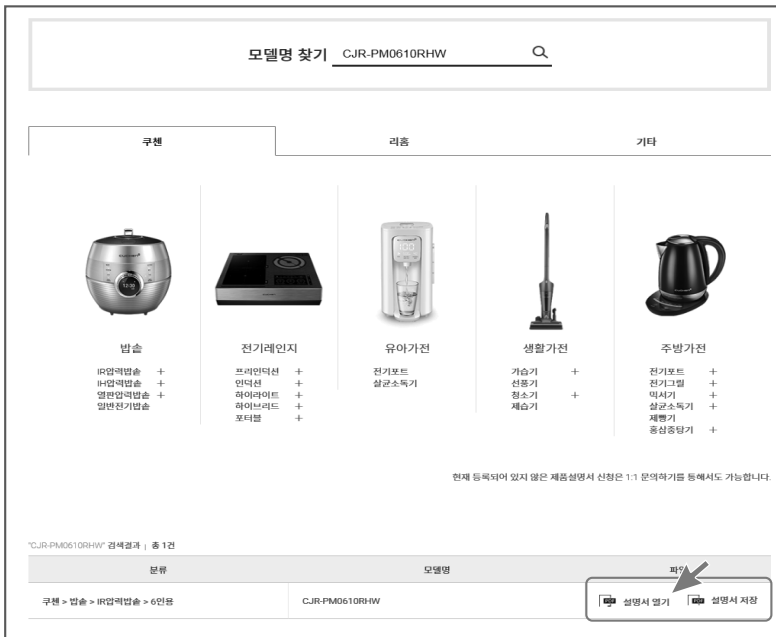 모델명 찾기 CJR-PM0610RHW
쿠첸 리홈 기타
밥솥 전기레인지 유아가전 생활가전 주방가전
IR압력밥솥 +
IH압력밥솥 +
열판압력밥솥 +
일반전기밥솥
프리인덕션 +
인덕션 +
하이라이트 +
하이브리드 +
포터블 +
전기포트
살균소독기
가습기 +
선풍기
청소기 +
제습기
전기포트 +
전기그릴 +
믹서기 +
살균소독기 +
제빵기
홍삼중탕기 +
현재 등록되어 있지 않은 제품설명서 신청은 1:1 문의하기를 통해서도 가능합니다.
"CJR-PM0610RHW" 검색결과 | 총 1건
분류 모델명
쿠첸 > 밥솥 > IR압력밥솥 > 6인용 CJR-PM0610RHW PDF 설명서 열기 PDF 설명서 저장